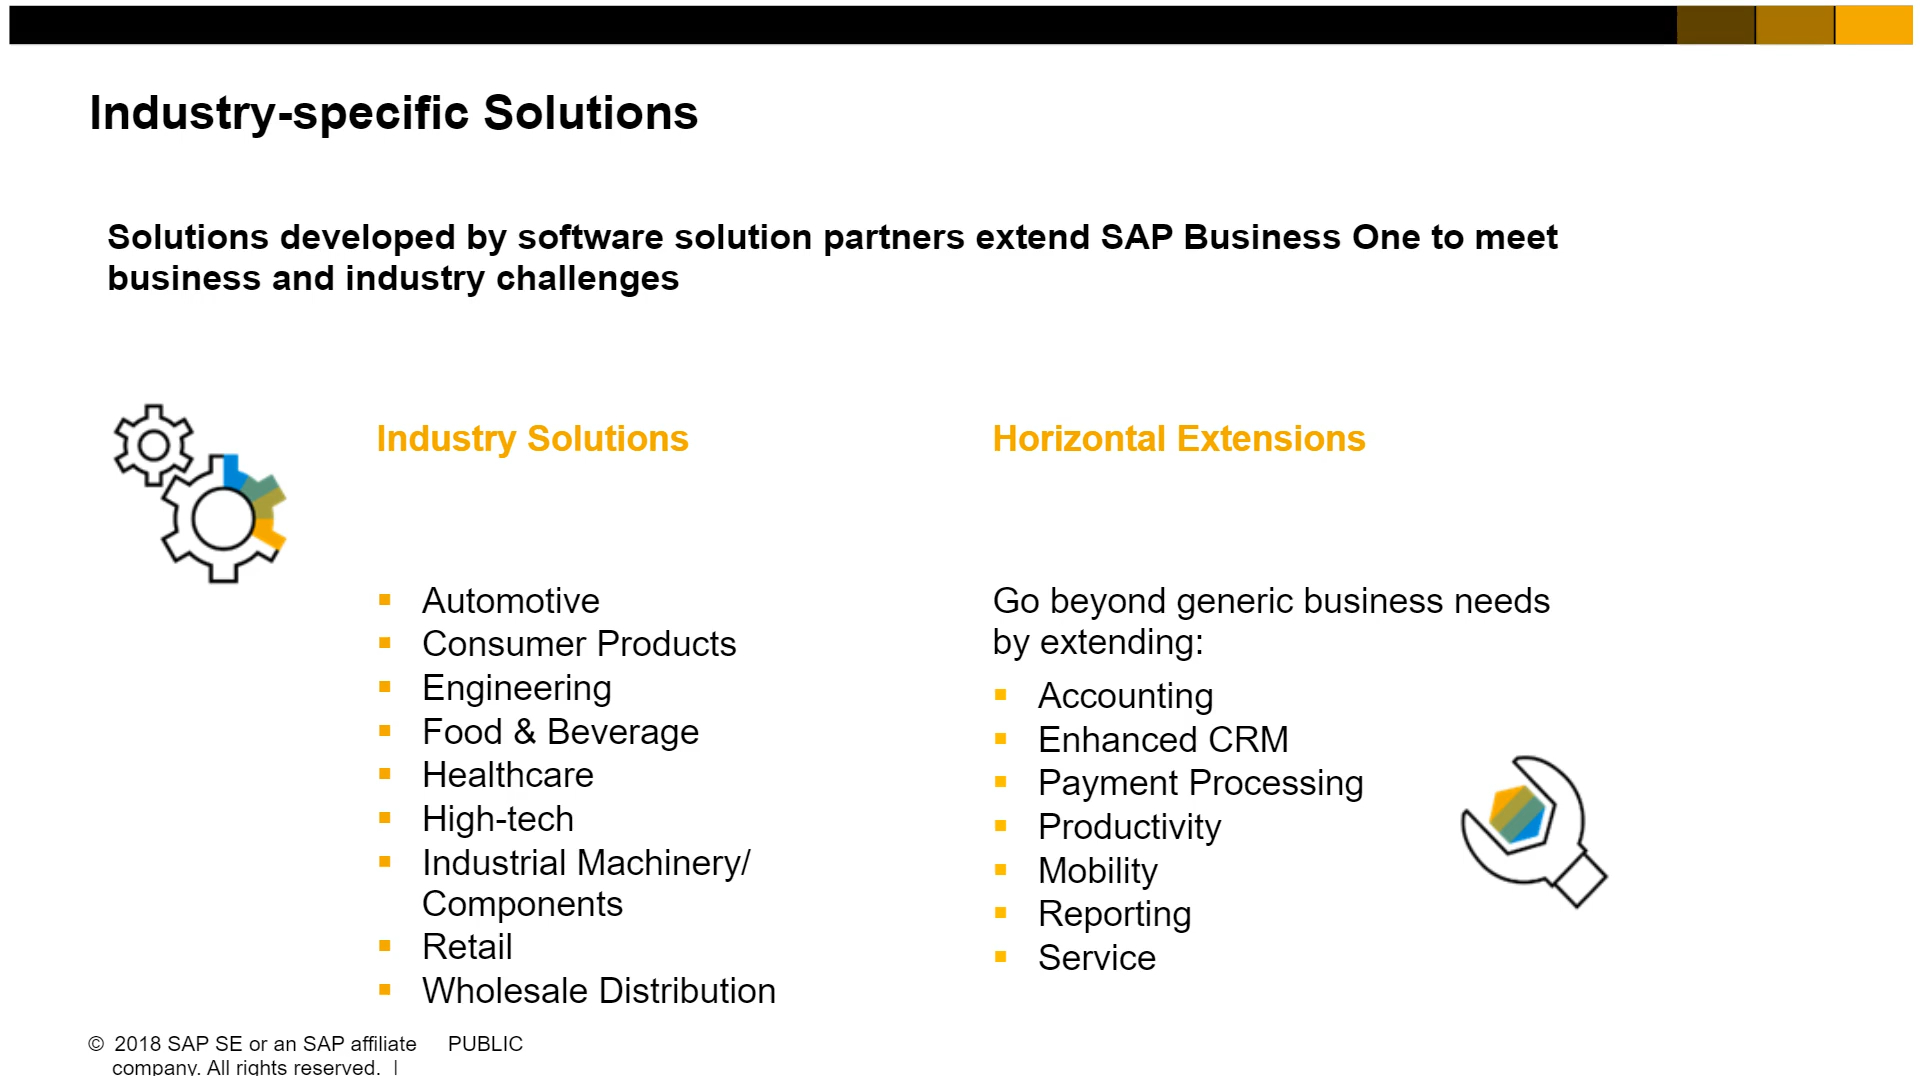 Industry-specific Solutions
Solutions developed by software solution partners extend SAP Business One to meet
business and industry challenges
Industry Solutions
Automotive
Consumer Products
Engineering
Food & Beverage
Healthcare
High-tech
Industrial Machinery/
Components
Retail
Wholesale Distribution
Horizontal Extensions
Go beyond generic business needs
by extending:
Accounting
Enhanced CRM
Payment Processing
Productivity
Mobility
Reporting
Service
© 2018 SAP SE or an SAP affiliate PUBLIC
company. All rights reserved. |